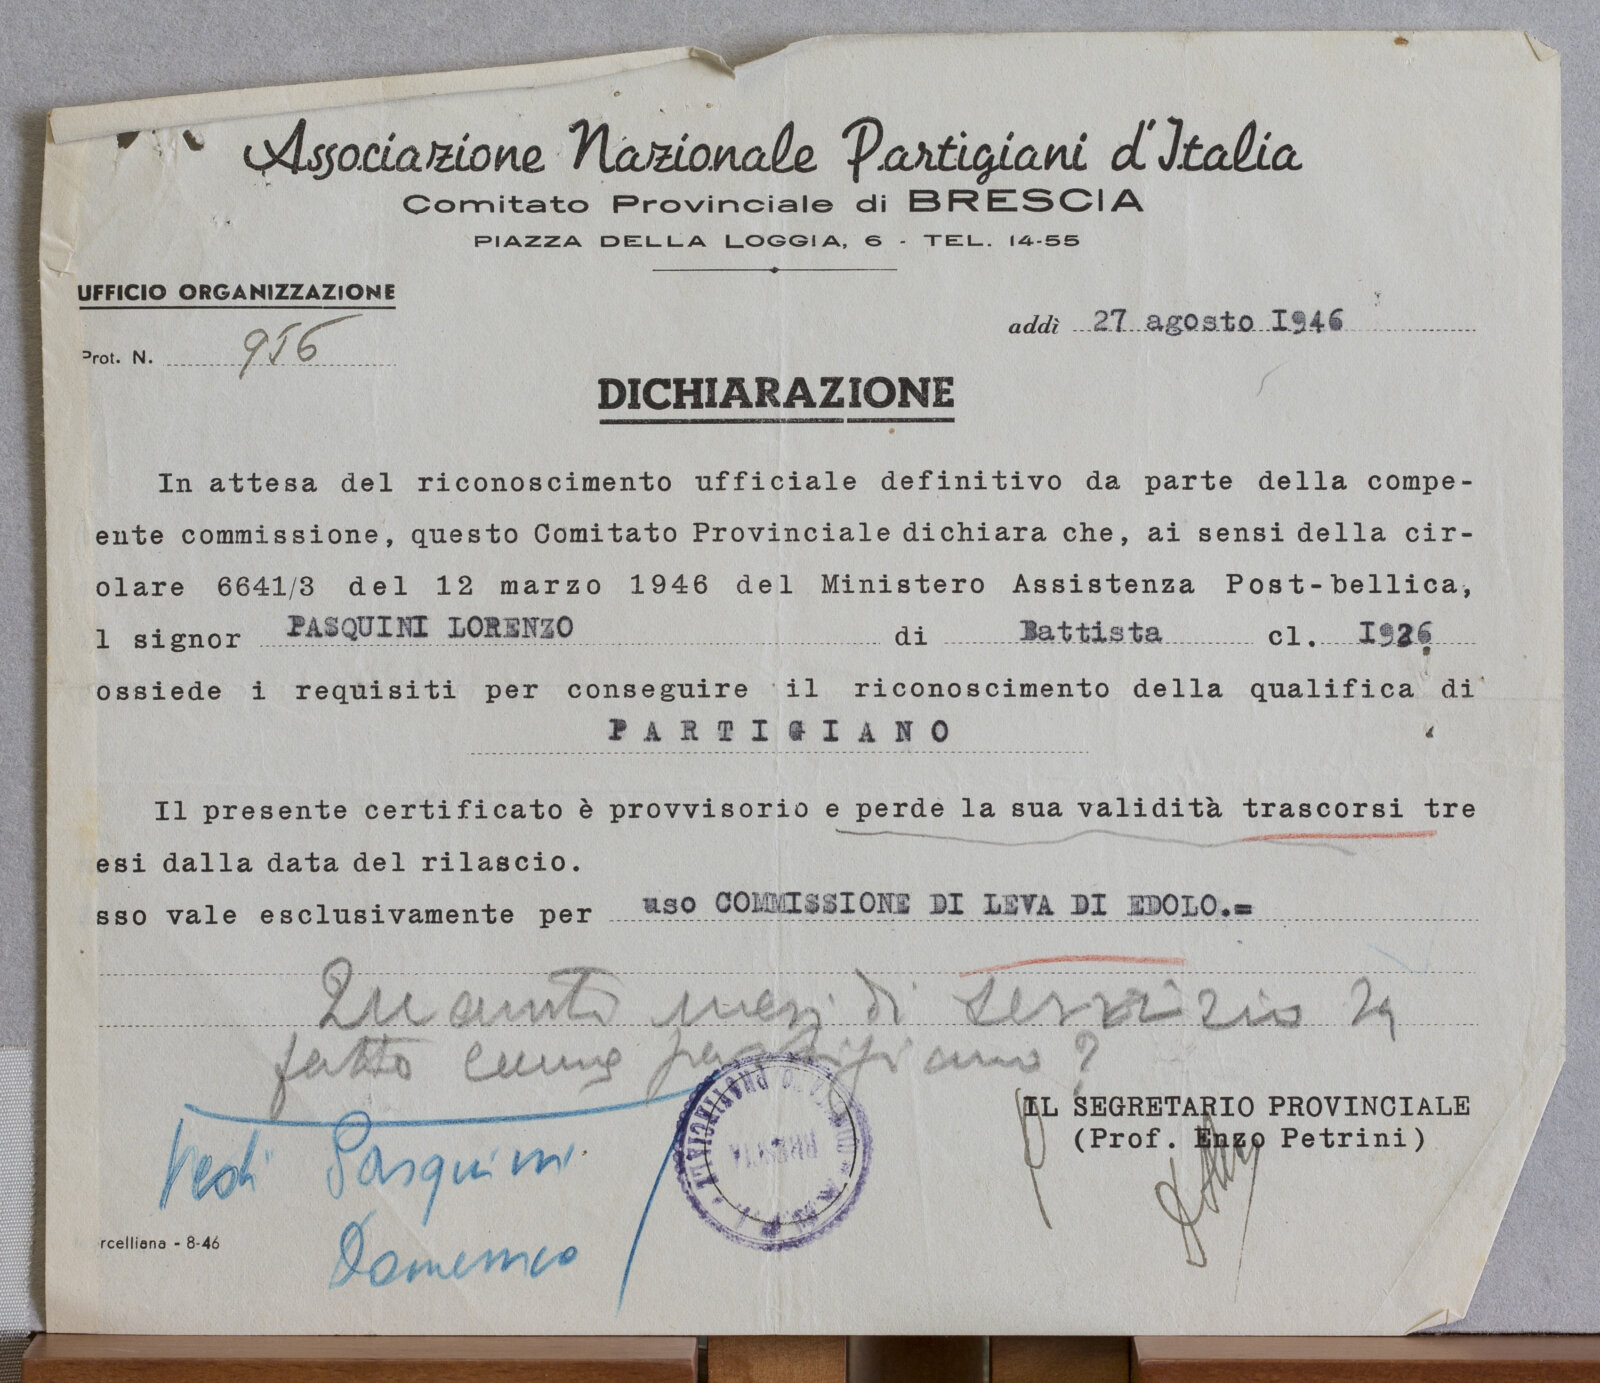 Associazione Nazionale Partigiani d'Italia
Comitato Provinciale di BRESCIA
PIAZZA DELLA LOGGIA, 6 - TEL. 14-55
UFFICIO ORGANIZZAZIONE
addì 27 agosto I946
Prot. N. 956
DICHIARAZIONE
In attesa del riconoscimento ufficiale definitivo da parte della compe-
ente commissione, questo Comitato Provinciale dichiara che, ai sensi della cir-
olare 6641/3 del 12 marzo 1946 del Ministero Assistenza Post-bellica,
l signor PASQUINI LORENZO di Battista cl. I926
ossiede i requisiti per conseguire il riconoscimento della qualifica di
PARTIGIANO
Il presente certificato è provvisorio e perde la sua validità trascorsi tre
esi dalla data del rilascio.
sso vale esclusivamente per uso COMMISSIONE DI LEVA DI EDOLO.=
Quanti mesi di servizio ha
fatto come partigiano?
IL SEGRETARIO PROVINCIALE
(Prof. Enzo Petrini)
Vedi Pasquini
Domenico
PROVINCIALE
BRESCIA
rcelliana - 8-46